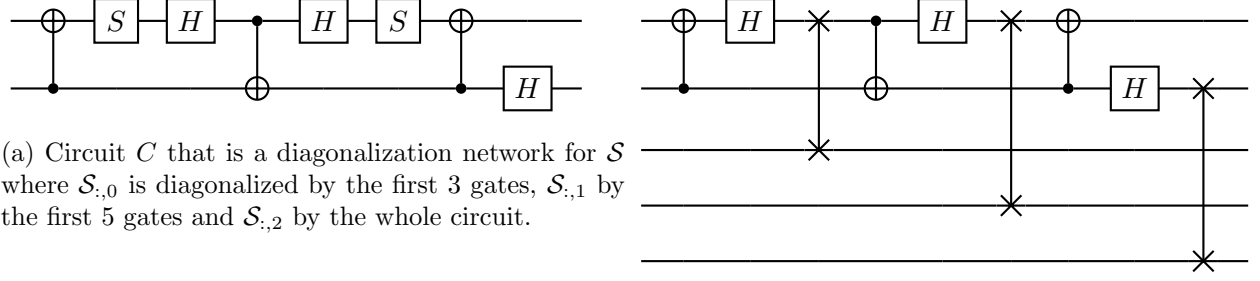 S H H S H
H H H
(a) Circuit C that is a diagonalization network for 𝒮
where 𝒮:,0 is diagonalized by the first 3 gates, 𝒮:,1 by
the first 5 gates and 𝒮:,2 by the whole circuit.